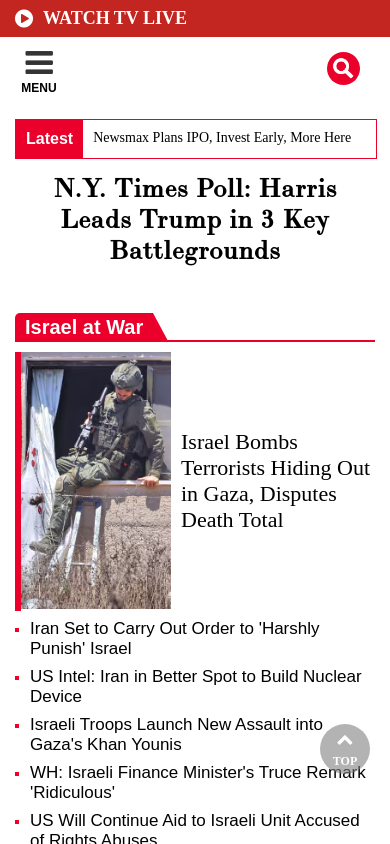 WATCH TV LIVE
MENU
Latest
Newsmax Plans IPO, Invest Early, More Here
N.Y. Times Poll: Harris
Leads Trump in 3 Key
Battlegrounds
Israel at War
Israel Bombs
Terrorists Hiding Out
in Gaza, Disputes
Death Total
Iran Set to Carry Out Order to 'Harshly
Punish' Israel
US Intel: Iran in Better Spot to Build Nuclear
Device
Israeli Troops Launch New Assault into
Gaza's Khan Younis
TOP
WH: Israeli Finance Minister's Truce Remark
'Ridiculous'
US Will Continue Aid to Israeli Unit Accused
of Rights Abuses